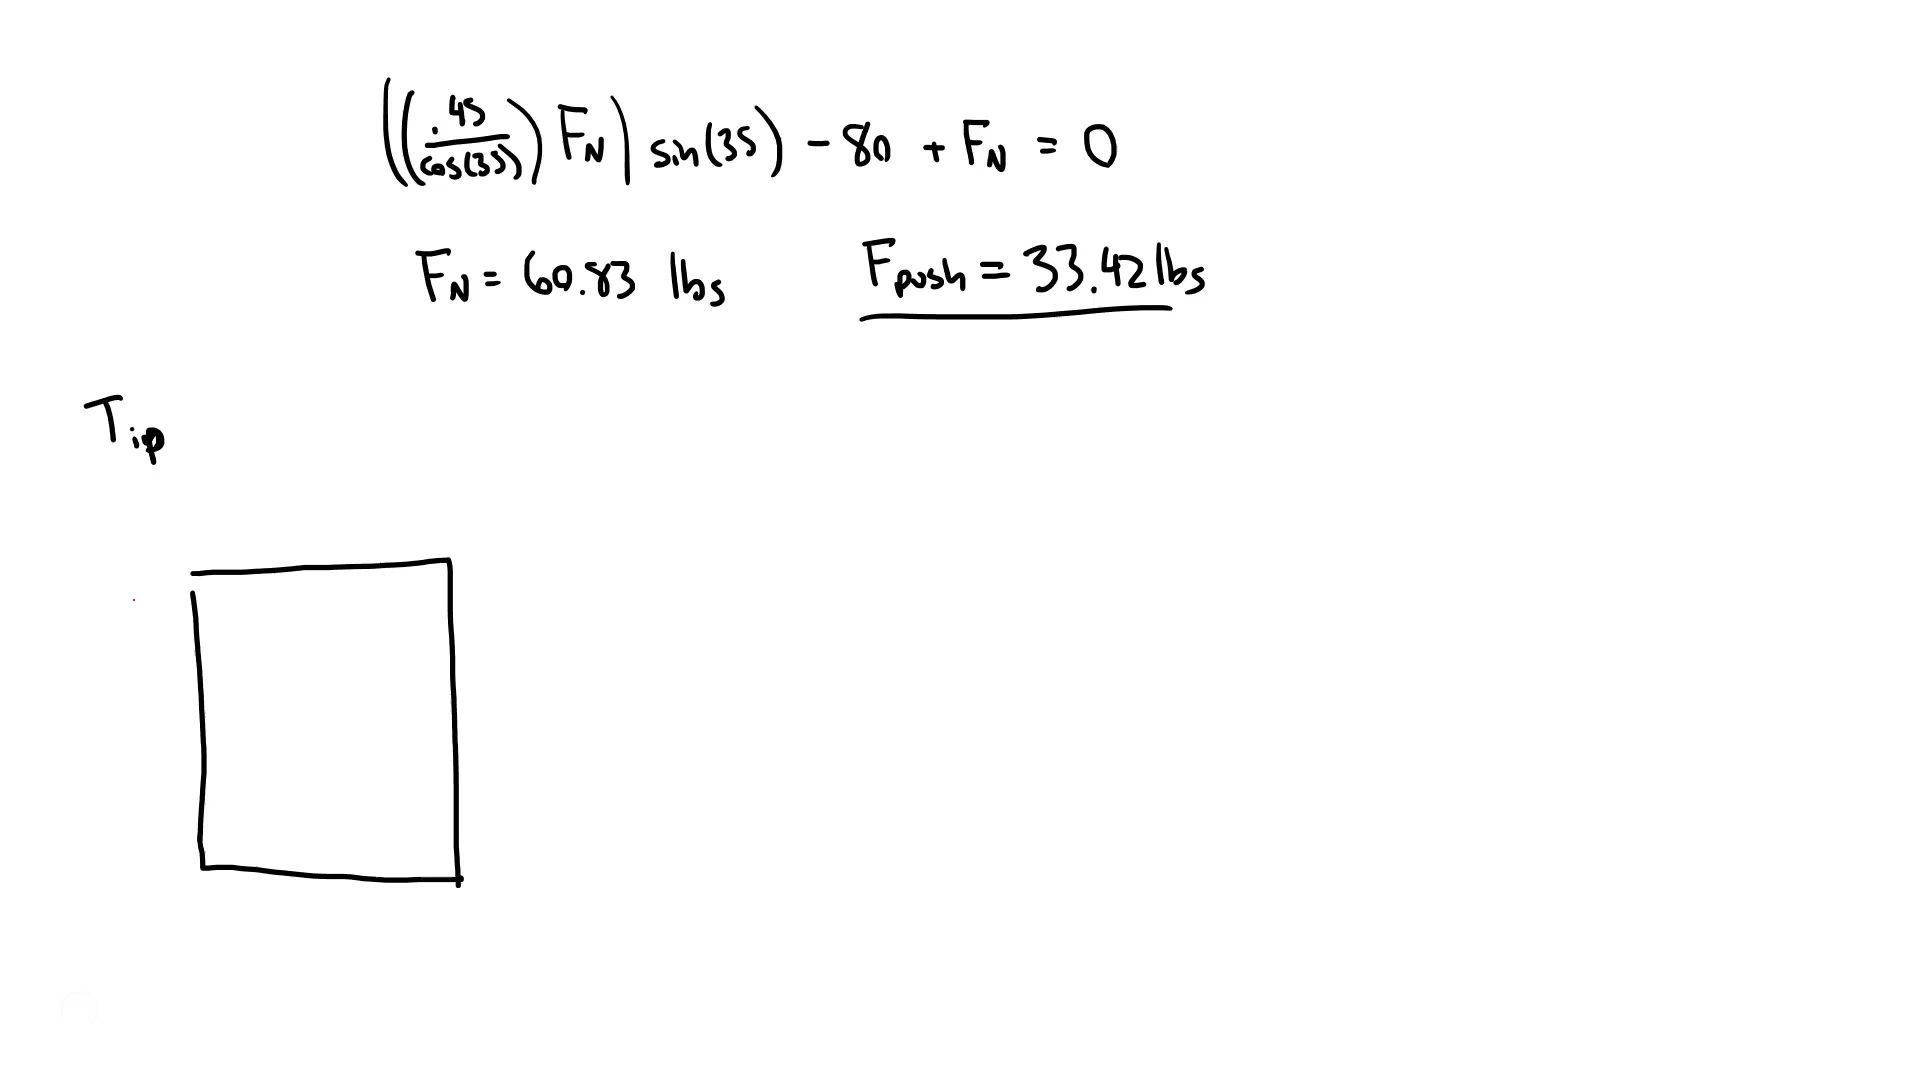 ((.45/cos(35))F_N)sin(35) - 80 + F_N = 0
F_N = 60.83 lbs F_push = 33.42 lbs
Tip